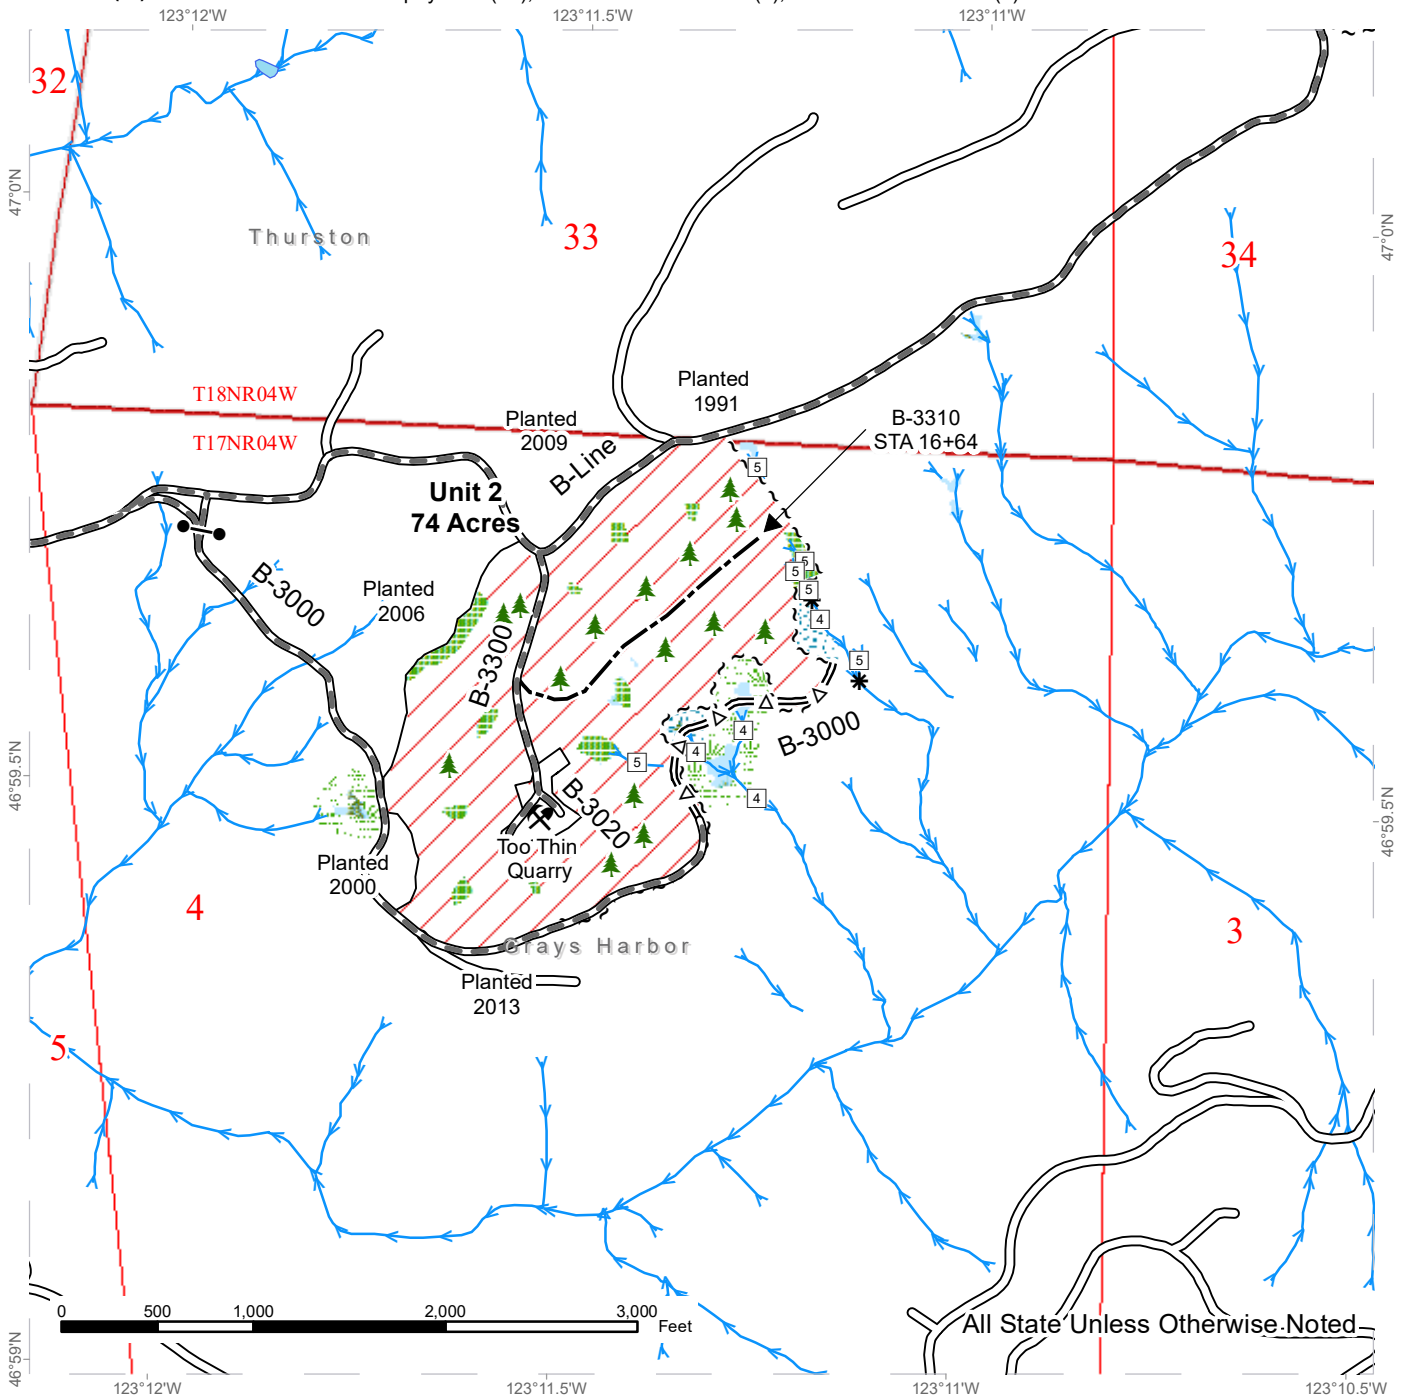 123°12'W
123°11.5'W
123°11'W
32
47°0'N
47°0'N
Thurston
33
34
T18NR04W
T17NR04W
Planted
1991
Planted
2009
B-Line
B-3310
STA 16+64
5
Unit 2
74 Acres
B-3000
Planted
2006
5
5
5
4
5
B-3300
B-3000
4
4
5
4
46°59.5'N
46°59.5'N
B-3020
Too Thin
Quarry
Planted
2000
4
3
Grays Harbor
Planted
2013
5
0
500
1,000
2,000
3,000
Feet
All State Unless Otherwise Noted
46°59'N
123°12'W
123°11.5'W
123°11'W
123°10.5'W